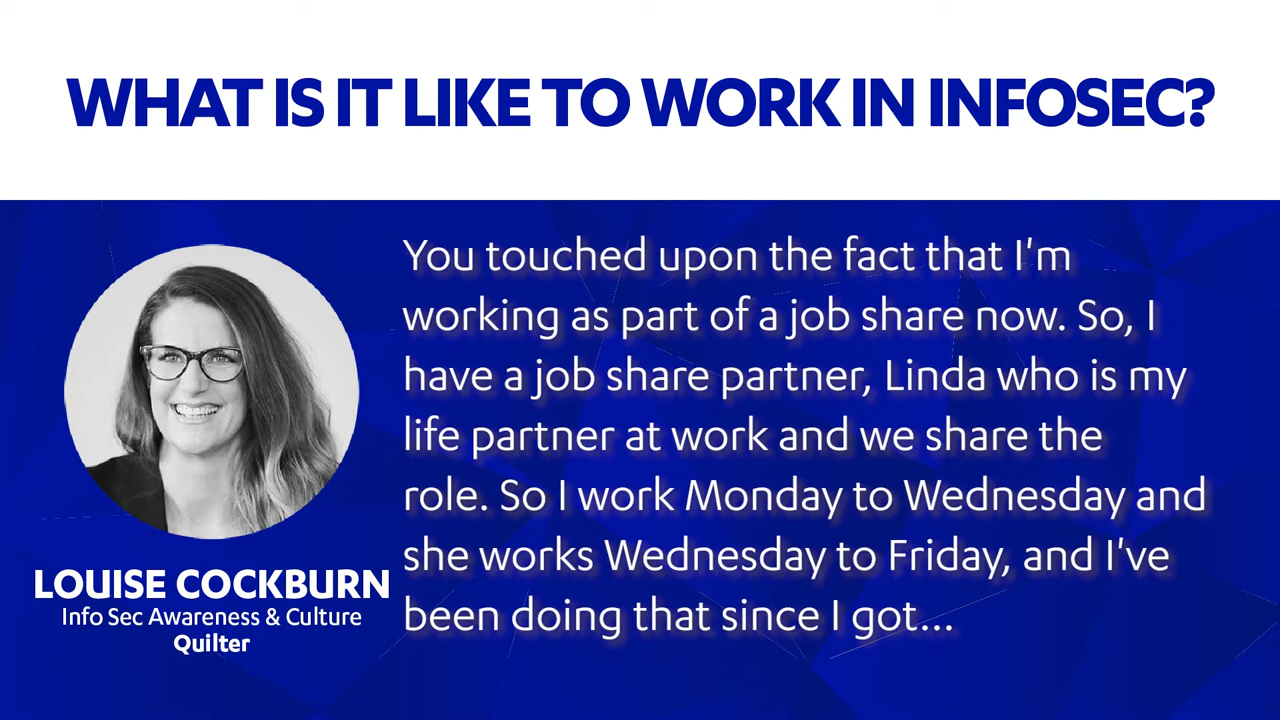 WHAT IS IT LIKE TO WORK IN INFOSEC?
You touched upon the fact that I'm
working as part of a job share now. So, I
have a job share partner, Linda who is my
life partner at work and we share the
role. So I work Monday to Wednesday and
she works Wednesday to Friday, and I've
been doing that since I got...
LOUISE COCKBURN
Info Sec Awareness & Culture
Quilter